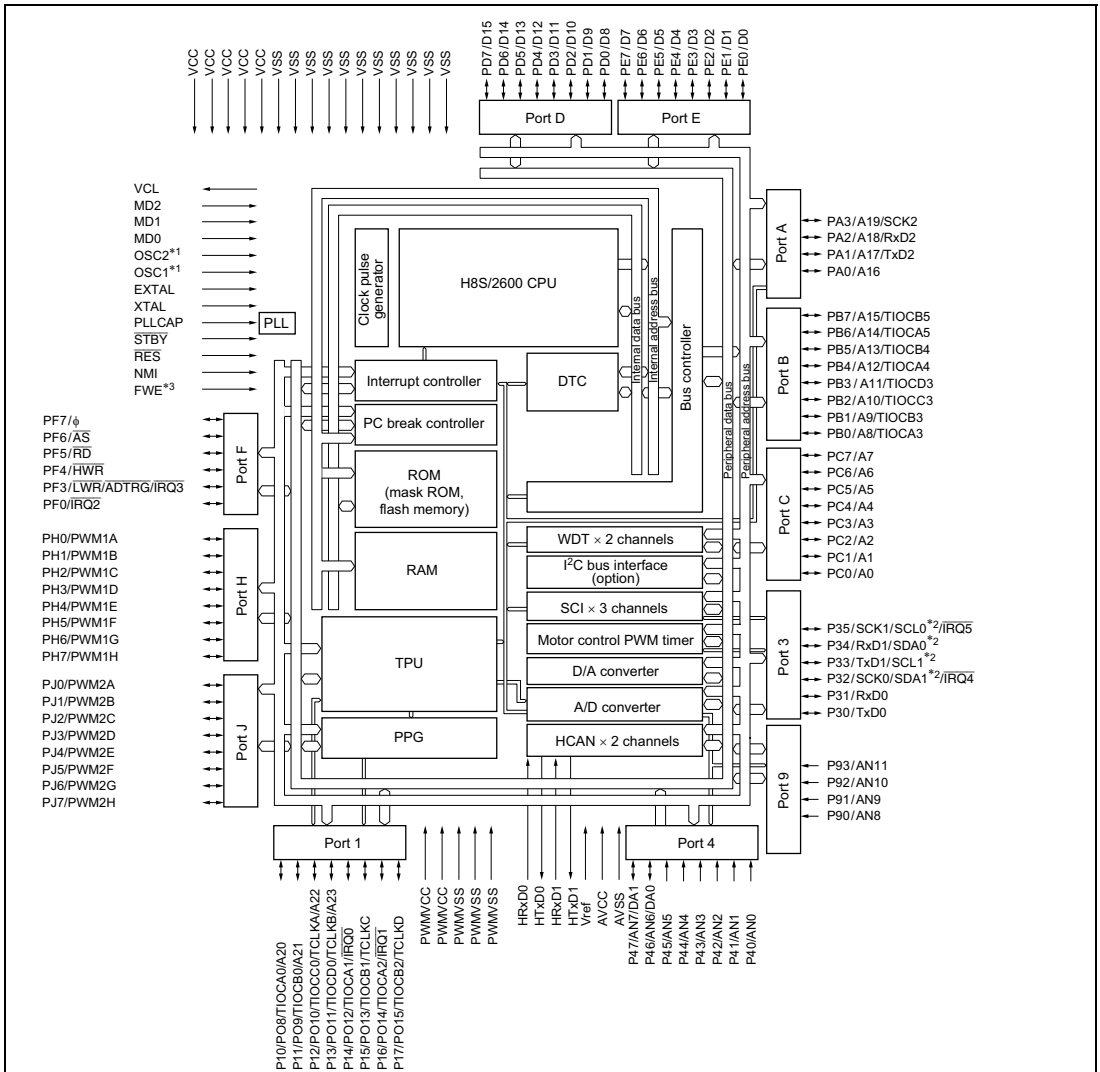 VCC
VCC
VCC
VCC
VCC
VSS
VSS
VSS
VSS
VSS
VSS
VSS
VSS
VSS
VSS
VSS
PD7/D15
PD6/D14
PD5/D13
PD4/D12
PD3/D11
PD2/D10
PD1/D9
PD0/D8
PE7/D7
PE6/D6
PE5/D5
PE4/D4
PE3/D3
PE2/D2
PE1/D1
PE0/D0
Port D
Port E
VCL
MD2
MD1
MD0
OSC2*1
OSC1*1
EXTAL
XTAL
PLLCAP
STBY
RES
NMI
FWE*3
PLL
Clock pulse
generator
H8S/2600 CPU
Interrupt controller
PC break controller
DTC
Internal data bus
Internal address bus
Bus controller
Peripheral data bus
Peripheral address bus
ROM
(mask ROM,
flash memory)
RAM
TPU
PPG
WDT × 2 channels
I2C bus interface
(option)
SCI × 3 channels
Motor control PWM timer
D/A converter
A/D converter
HCAN × 2 channels
Port A
PA3/A19/SCK2
PA2/A18/RxD2
PA1/A17/TxD2
PA0/A16
Port B
PB7/A15/TIOCB5
PB6/A14/TIOCA5
PB5/A13/TIOCB4
PB4/A12/TIOCA4
PB3/A11/TIOCD3
PB2/A10/TIOCC3
PB1/A9/TIOCB3
PB0/A8/TIOCA3
Port C
PC7/A7
PC6/A6
PC5/A5
PC4/A4
PC3/A3
PC2/A2
PC1/A1
PC0/A0
Port 3
P35/SCK1/SCL0*2/IRQ5
P34/RxD1/SDA0*2
P33/TxD1/SCL1*2
P32/SCK0/SDA1*2/IRQ4
P31/RxD0
P30/TxD0
Port 9
P93/AN11
P92/AN10
P91/AN9
P90/AN8
PF7/ϕ
PF6/AS
PF5/RD
PF4/HWR
PF3/LWR/ADTRG/IRQ3
PF0/IRQ2
Port F
PH0/PWM1A
PH1/PWM1B
PH2/PWM1C
PH3/PWM1D
PH4/PWM1E
PH5/PWM1F
PH6/PWM1G
PH7/PWM1H
Port H
PJ0/PWM2A
PJ1/PWM2B
PJ2/PWM2C
PJ3/PWM2D
PJ4/PWM2E
PJ5/PWM2F
PJ6/PWM2G
PJ7/PWM2H
Port J
Port 1
Port 4
P10/PO8/TIOCA0/A20
P11/PO9/TIOCB0/A21
P12/PO10/TIOCC0/TCLKA/A22
P13/PO11/TIOCD0/TCLKB/A23
P14/PO12/TIOCA1/IRQ0
P15/PO13/TIOCB1/TCLKC
P16/PO14/TIOCA2/IRQ1
P17/PO15/TIOCB2/TCLKD
PWMVCC
PWMVCC
PWMVSS
PWMVSS
PWMVSS
HRxD0
HTxD0
HRxD1
HTxD1
Vref
AVCC
AVSS
P47/AN7/DA1
P46/AN6/DA0
P45/AN5
P44/AN4
P43/AN3
P42/AN2
P41/AN1
P40/AN0